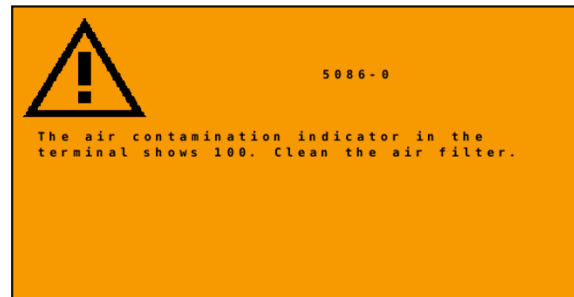 5086-0
The air contamination indicator in the
terminal shows 100. Clean the air filter.